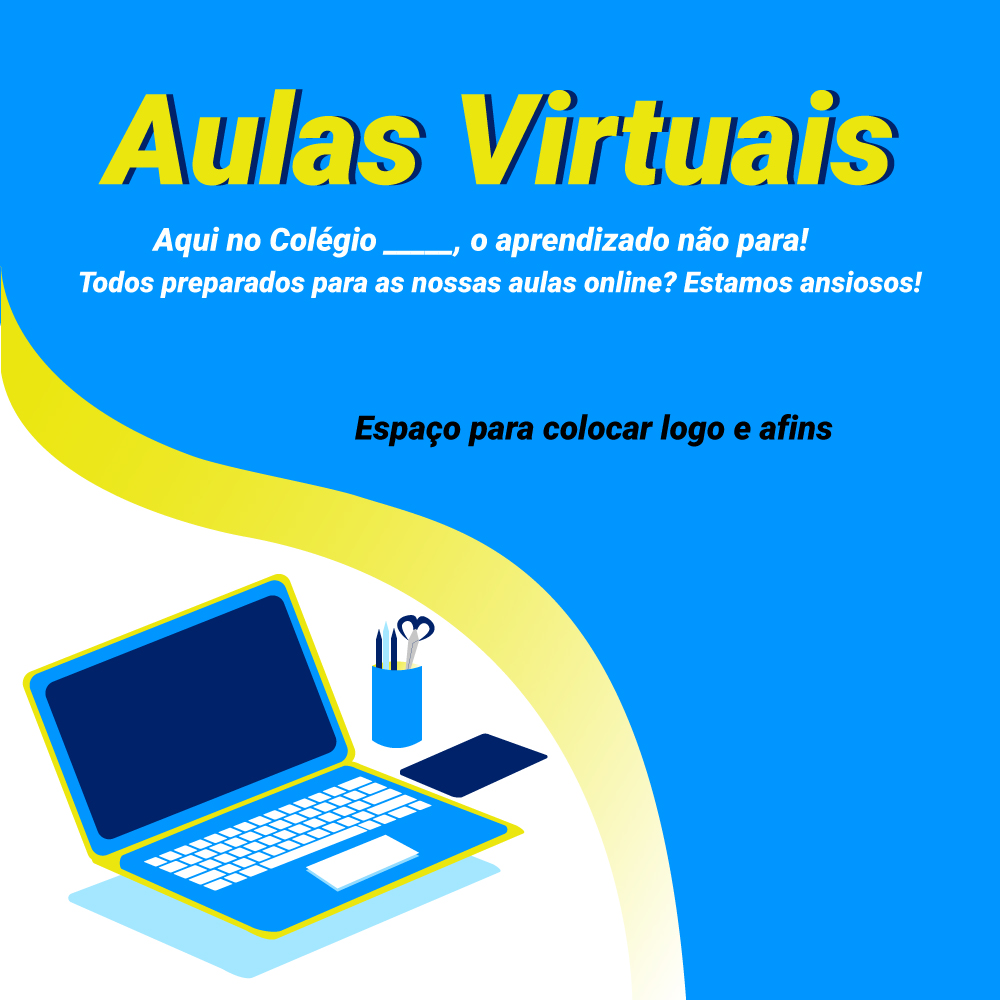 Aulas Virtuais
Aqui no Colégio _____, o aprendizado não para!
Todos preparados para as nossas aulas online? Estamos ansiosos!
Espaço para colocar logo e afins